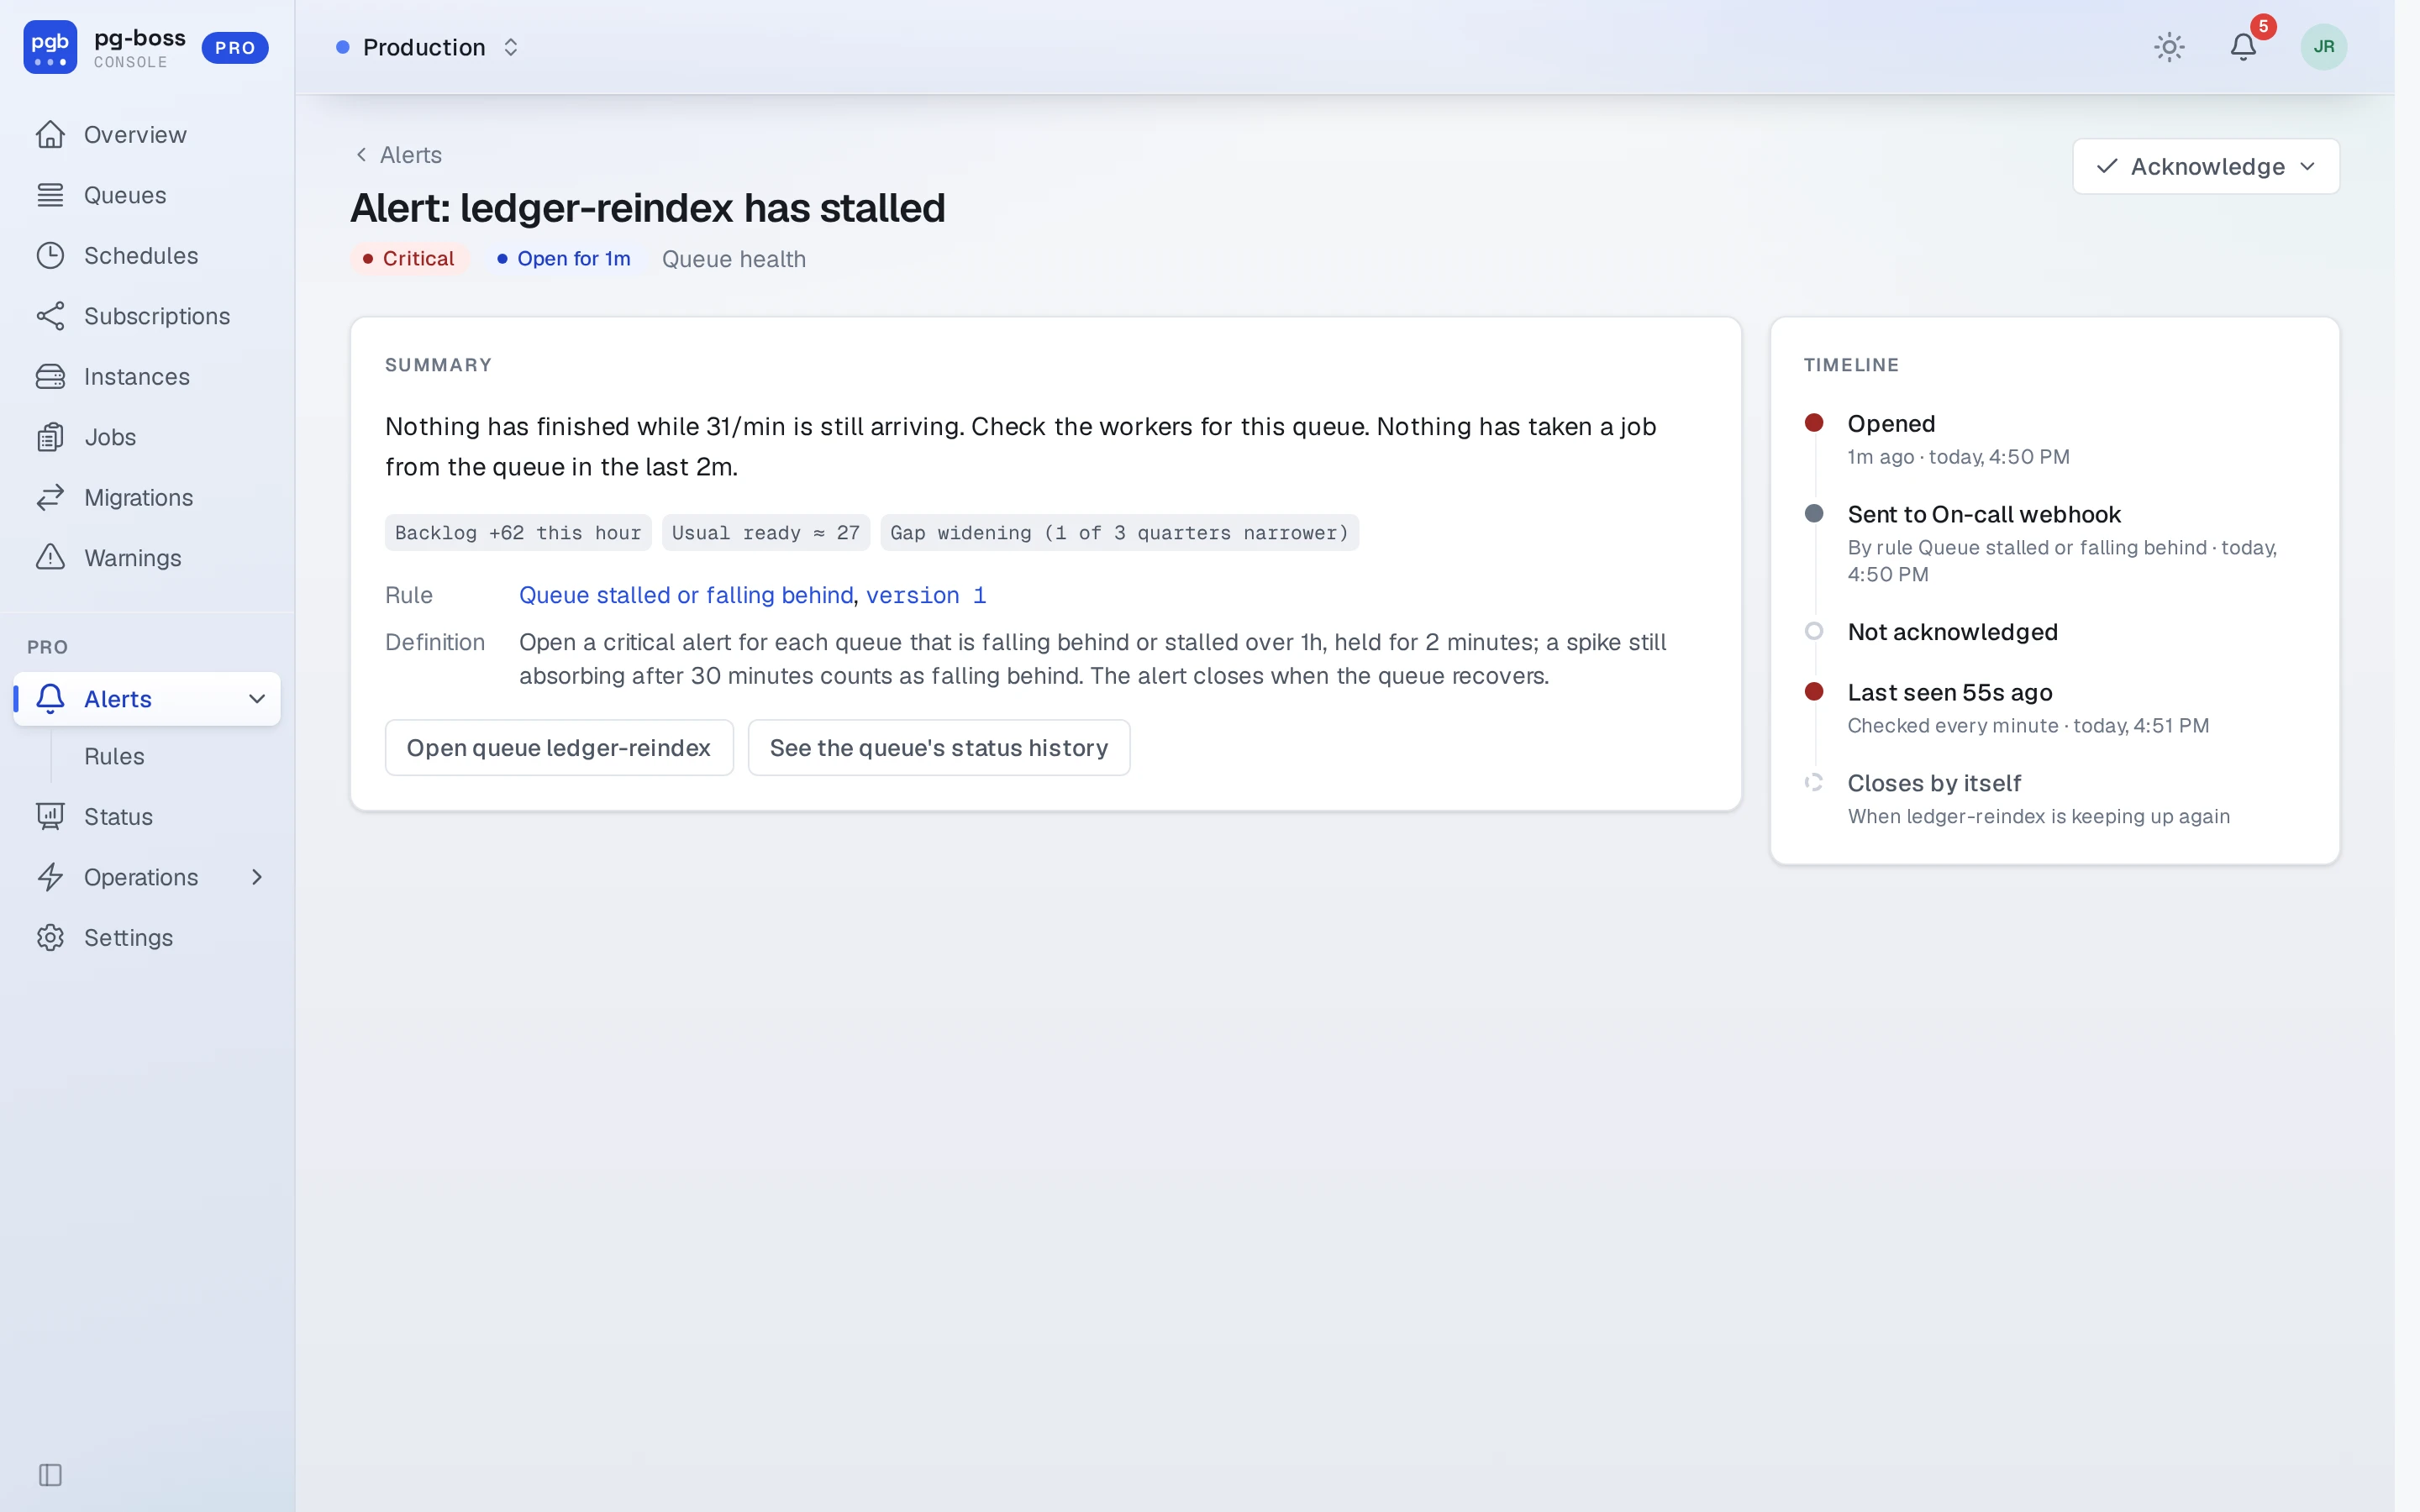 pgb
pg-boss
CONSOLE
PRO
Production
5
JR
Overview
Queues
Schedules
Subscriptions
Instances
Jobs
Migrations
Warnings
PRO
Alerts
Rules
Status
Operations
Settings
Alerts
Alert: ledger-reindex has stalled
Critical
Open for 1m
Queue health
Acknowledge
SUMMARY
Nothing has finished while 31/min is still arriving. Check the workers for this queue. Nothing has taken a job
from the queue in the last 2m.
Backlog +62 this hour
Usual ready ≈ 27
Gap widening (1 of 3 quarters narrower)
Rule
Queue stalled or falling behind, version 1
Definition
Open a critical alert for each queue that is falling behind or stalled over 1h, held for 2 minutes; a spike still
absorbing after 30 minutes counts as falling behind. The alert closes when the queue recovers.
Open queue ledger-reindex
See the queue's status history
TIMELINE
Opened
1m ago · today, 4:50 PM
Sent to On-call webhook
By rule Queue stalled or falling behind · today,
4:50 PM
Not acknowledged
Last seen 55s ago
Checked every minute · today, 4:51 PM
Closes by itself
When ledger-reindex is keeping up again